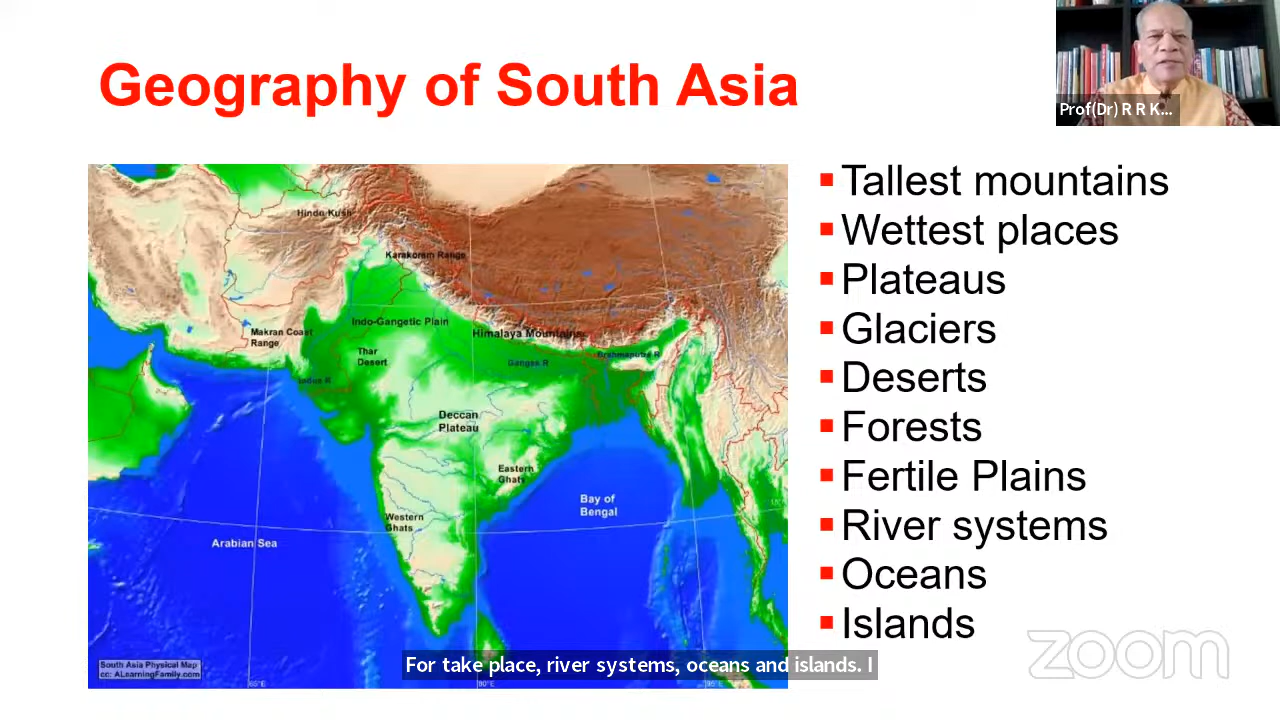 Geography of South Asia
Prof(Dr) R R K...
Tallest mountains
Wettest places
Plateaus
Glaciers
Deserts
Forests
Fertile Plains
River systems
Oceans
Islands
Hindu Kush
Karakoram Range
Makran Coast
Range
Indo-Gangetic Plain
Himalaya Mountains
Thar
Desert
Ganges R
Brahmaputra R
Indus R
Deccan
Plateau
Eastern
Ghats
Bay of
Bengal
Western
Ghats
Arabian Sea
South Asia Physical Map
cc: ALearningFamily.com
For take place, river systems, oceans and islands. I
zoom